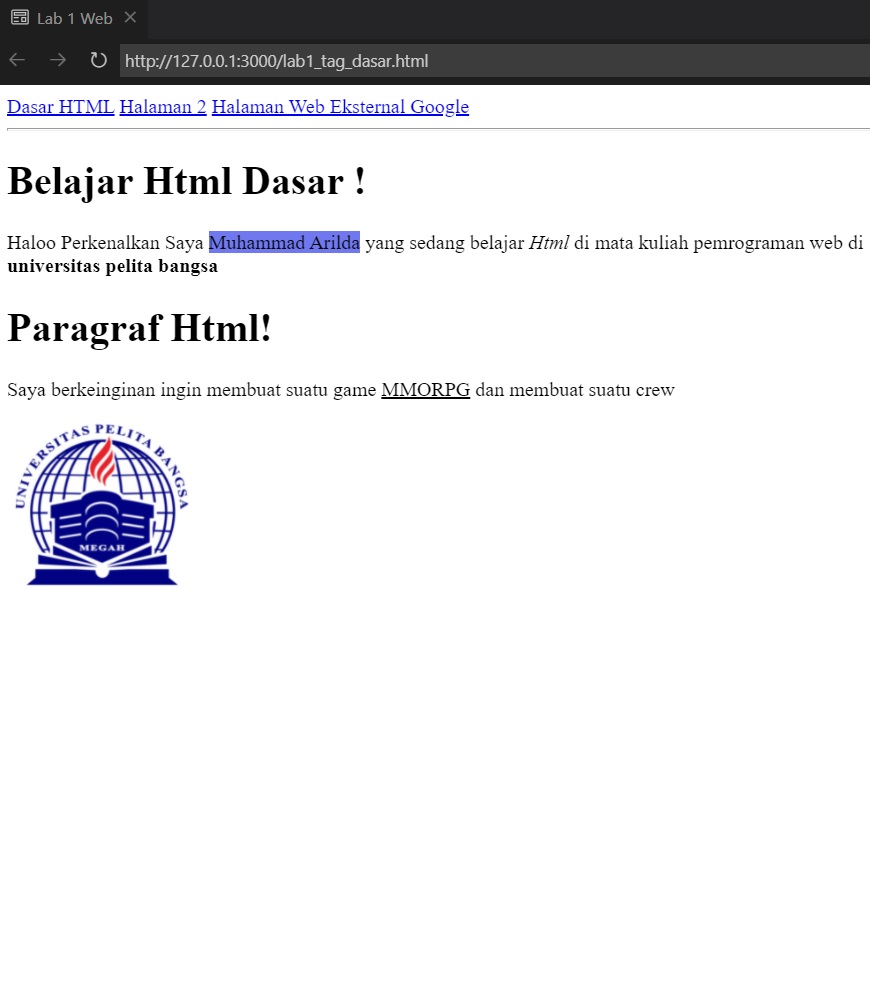 Lab 1 Web
http://127.0.0.1:3000/lab1_tag_dasar.html
Dasar HTML Halaman 2 Halaman Web Eksternal Google
Belajar Html Dasar !
Haloo Perkenalkan Saya Muhammad Arilda yang sedang belajar Html di mata kuliah pemrograman web di
universitas pelita bangsa
Paragraf Html!
Saya berkeinginan ingin membuat suatu game MMORPG dan membuat suatu crew
UNIVERSITAS PELITA BANGSA
MEGAH